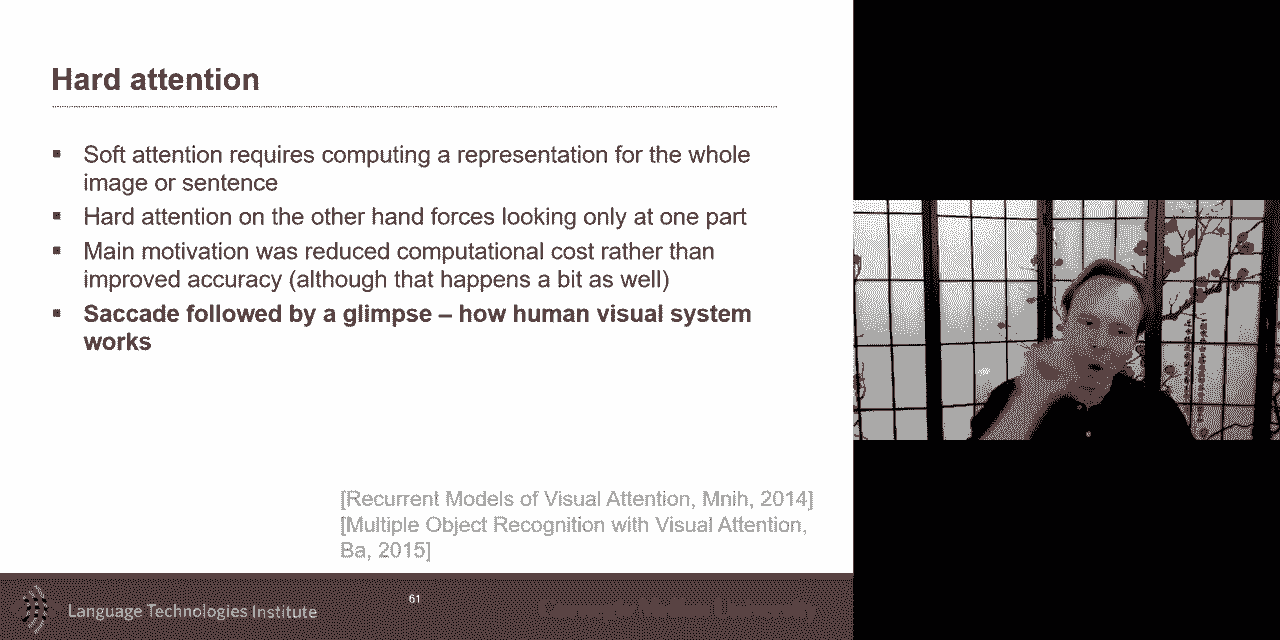 Hard attention
▪ Soft attention requires computing a representation for the whole
image or sentence
▪ Hard attention on the other hand forces looking only at one part
▪ Main motivation was reduced computational cost rather than
improved accuracy (although that happens a bit as well)
▪ Saccade followed by a glimpse – how human visual system
works
[Recurrent Models of Visual Attention, Mnih, 2014]
[Multiple Object Recognition with Visual Attention,
Ba, 2015]
Language Technologies Institute
61